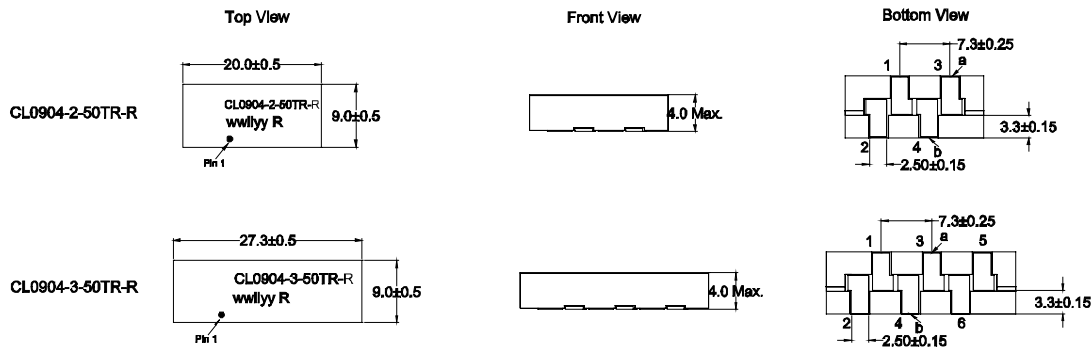 Top View
Front View
Bottom View
CL0904-2-50TR-R
20.0±0.5
CL0904-2-50TR-R
wwllyy R
Pin 1
9.0±0.5
4.0 Max.
7.3±0.25
1
3
a
2
4
b
3.3±0.15
2.50±0.15
CL0904-3-50TR-R
27.3±0.5
CL0904-3-50TR-R
wwllyy R
Pin 1
9.0±0.5
4.0 Max.
7.3±0.25
1
3
a
5
2
4
b
6
3.3±0.15
2.50±0.15